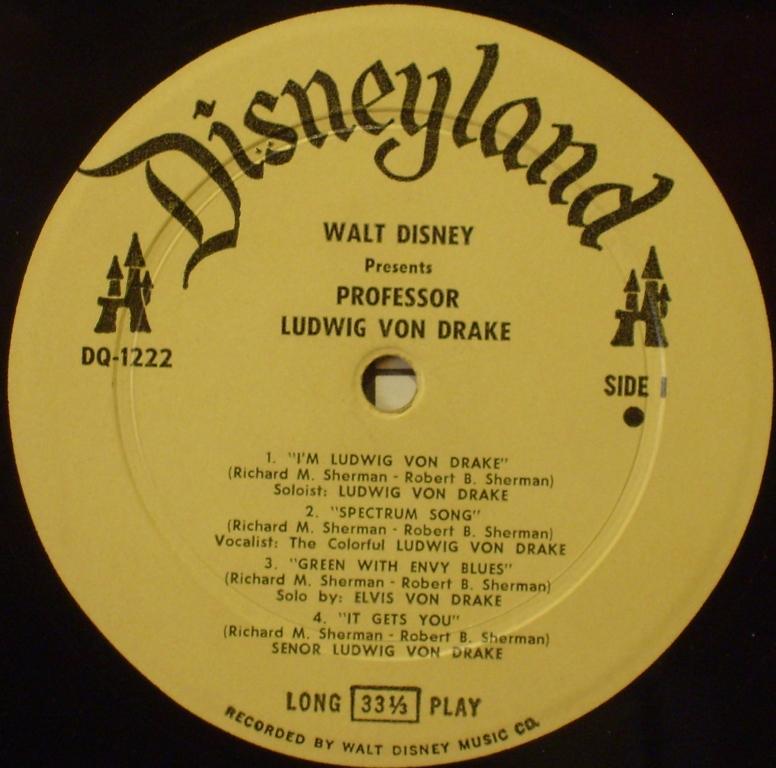 Disneyland
WALT DISNEY
Presents
PROFESSOR
LUDWIG VON DRAKE
DQ-1222
SIDE 1
1. "I'M LUDWIG VON DRAKE"
(Richard M. Sherman - Robert B. Sherman)
Soloist: LUDWIG VON DRAKE
2. "SPECTRUM SONG"
(Richard M. Sherman - Robert B. Sherman)
Vocalist: The Colorful LUDWIG VON DRAKE
3. "GREEN WITH ENVY BLUES"
(Richard M. Sherman - Robert B. Sherman)
Solo by: ELVIS VON DRAKE
4. "IT GETS YOU"
(Richard M. Sherman - Robert B. Sherman)
SENOR LUDWIG VON DRAKE
LONG 33⅓ PLAY
RECORDED BY WALT DISNEY MUSIC CO.